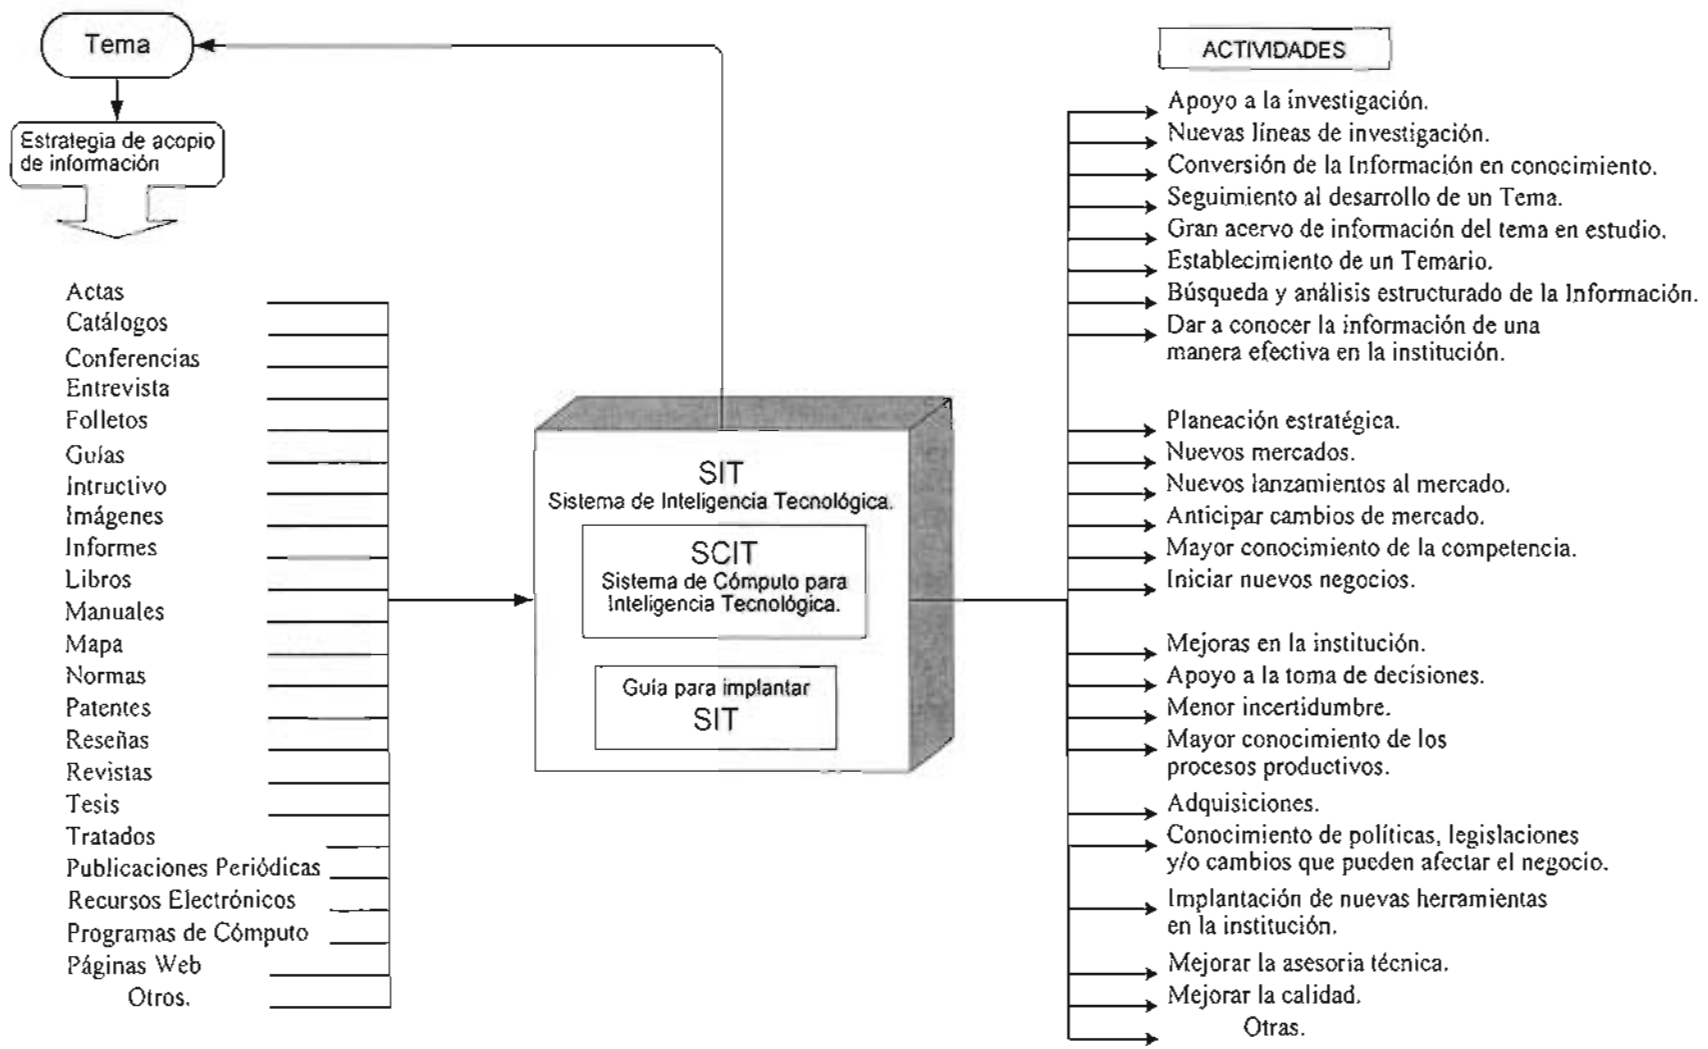 Tema
Estrategia de acopio
de información
Actas
Catálogos
Conferencias
Entrevista
Folletos
Guías
Intructivo
Imágenes
Informes
Libros
Manuales
Mapa
Normas
Patentes
Reseñas
Revistas
Tesis
Tratados
Publicaciones Periódicas
Recursos Electrónicos
Programas de Cómputo
Páginas Web
Otros.
SIT
Sistema de Inteligencia Tecnológica.
SCIT
Sistema de Cómputo para
Inteligencia Tecnológica.
Guía para implantar
SIT
ACTIVIDADES
Apoyo a la investigación.
Nuevas líneas de investigación.
Conversión de la Información en conocimiento.
Seguimiento al desarrollo de un Tema.
Gran acervo de información del tema en estudio.
Establecimiento de un Temario.
Búsqueda y análisis estructurado de la Información.
Dar a conocer la información de una
manera efectiva en la institución.
Planeación estratégica.
Nuevos mercados.
Nuevos lanzamientos al mercado.
Anticipar cambios de mercado.
Mayor conocimiento de la competencia.
Iniciar nuevos negocios.
Mejoras en la institución.
Apoyo a la toma de decisiones.
Menor incertidumbre.
Mayor conocimiento de los
procesos productivos.
Adquisiciones.
Conocimiento de políticas, legislaciones
y/o cambios que pueden afectar el negocio.
Implantación de nuevas herramientas
en la institución.
Mejorar la asesoria técnica.
Mejorar la calidad.
Otras.